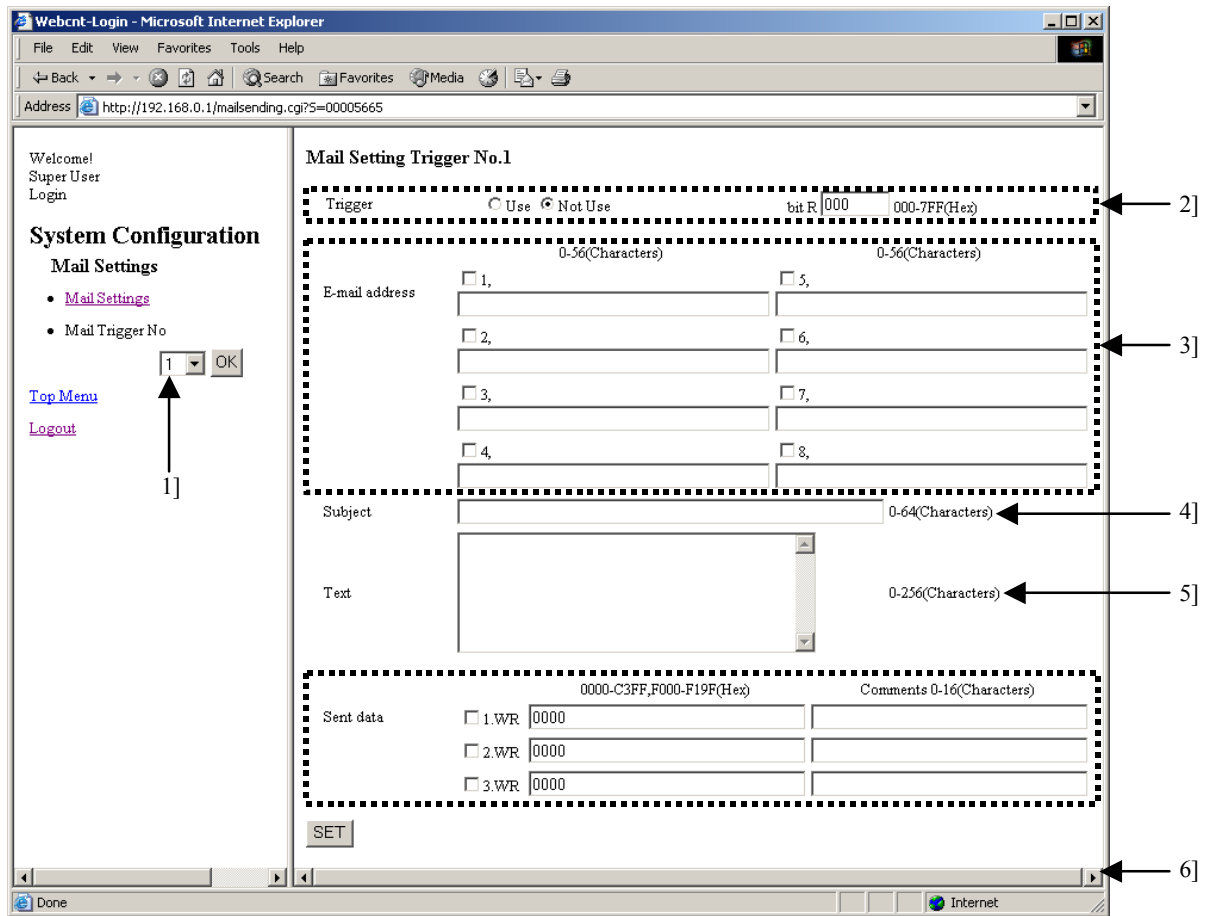 Webcnt-Login - Microsoft Internet Explorer
File Edit View Favorites Tools Help
Back Search Favorites Media
Address http://192.168.0.1/mailsending.cgi?S=00005665
Welcome!
Super User
Login
System Configuration
Mail Settings
Mail Settings
Mail Trigger No
1 OK
Top Menu
Logout
1]
Mail Setting Trigger No.1
Trigger Use Not Use bit R 000 000-7FF(Hex) 2]
0-56(Characters) 0-56(Characters)
E-mail address 1, 5,
2, 6, 3]
3, 7,
4, 8,
Subject 0-64(Characters) 4]
Text 0-256(Characters) 5]
0000-C3FF,F000-F19F(Hex) Comments 0-16(Characters)
Sent data 1.WR 0000
2.WR 0000
3.WR 0000
SET
6]
Done Internet